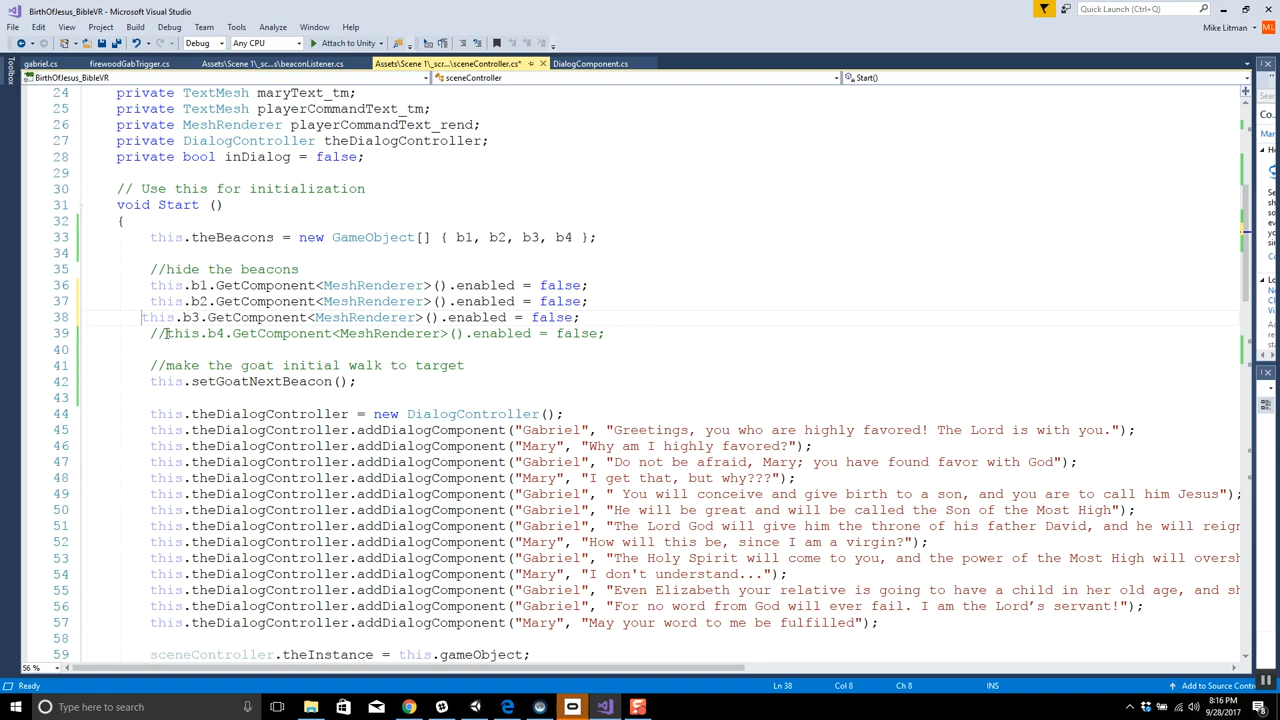 BirthOfJesus_BibleVR - Microsoft Visual Studio
Quick Launch (Ctrl+Q)
File Edit View Project Build Debug Team Tools Test Analyze Window Help
Mike Litman ML
Debug Any CPU Attach to Unity
Toolbox
gabriel.cs firewoodGabTrigger.cs Assets\Scene 1\_scr s\beaconListener.cs Assets\Scene 1\_scr s\sceneController.cs* DialogComponent.cs
BirthOfJesus_BibleVR sceneController Start()
24 private TextMesh maryText_tm;
25 private TextMesh playerCommandText_tm;
26 private MeshRenderer playerCommandText_rend;
27 private DialogController theDialogController;
28 private bool inDialog = false;
29
30 // Use this for initialization
31 void Start ()
32 {
33 this.theBeacons = new GameObject[] { b1, b2, b3, b4 };
34
35 //hide the beacons
36 this.b1.GetComponent<MeshRenderer>().enabled = false;
37 this.b2.GetComponent<MeshRenderer>().enabled = false;
38 this.b3.GetComponent<MeshRenderer>().enabled = false;
39 //this.b4.GetComponent<MeshRenderer>().enabled = false;
40
41 //make the goat initial walk to target
42 this.setGoatNextBeacon();
43
44 this.theDialogController = new DialogController();
45 this.theDialogController.addDialogComponent("Gabriel", "Greetings, you who are highly favored! The Lord is with you.");
46 this.theDialogController.addDialogComponent("Mary", "Why am I highly favored?");
47 this.theDialogController.addDialogComponent("Gabriel", "Do not be afraid, Mary; you have found favor with God");
48 this.theDialogController.addDialogComponent("Mary", "I get that, but why???");
49 this.theDialogController.addDialogComponent("Gabriel", " You will conceive and give birth to a son, and you are to call him Jesus");
50 this.theDialogController.addDialogComponent("Gabriel", "He will be great and will be called the Son of the Most High");
51 this.theDialogController.addDialogComponent("Gabriel", "The Lord God will give him the throne of his father David, and he will reign
52 this.theDialogController.addDialogComponent("Mary", "How will this be, since I am a virgin?");
53 this.theDialogController.addDialogComponent("Gabriel", "The Holy Spirit will come to you, and the power of the Most High will oversh
54 this.theDialogController.addDialogComponent("Mary", "I don't understand...");
55 this.theDialogController.addDialogComponent("Gabriel", "Even Elizabeth your relative is going to have a child in her old age, and sh
56 this.theDialogController.addDialogComponent("Gabriel", "For no word from God will ever fail. I am the Lord’s servant!");
57 this.theDialogController.addDialogComponent("Mary", "May your word to me be fulfilled");
58
59 sceneController.theInstance = this.gameObject;
56 %
Ready Ln 38 Col 8 Ch 8 INS Add to Source Contr
Type here to search
8:16 PM
9/28/2017